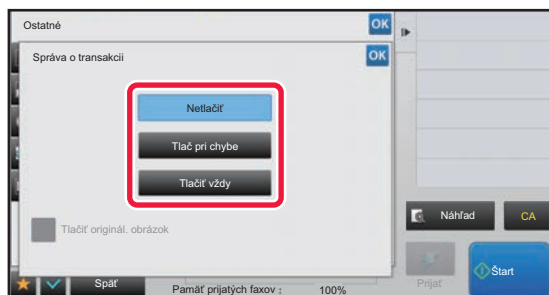 Ostatné
OK
Správa o transakcii
OK
Netlačiť
Tlač pri chybe
Tlačiť vždy
Tlačiť originál. obrázok
Náhľad
CA
Späť
Pamäť prijatých faxov :
100%
Prijať
Štart